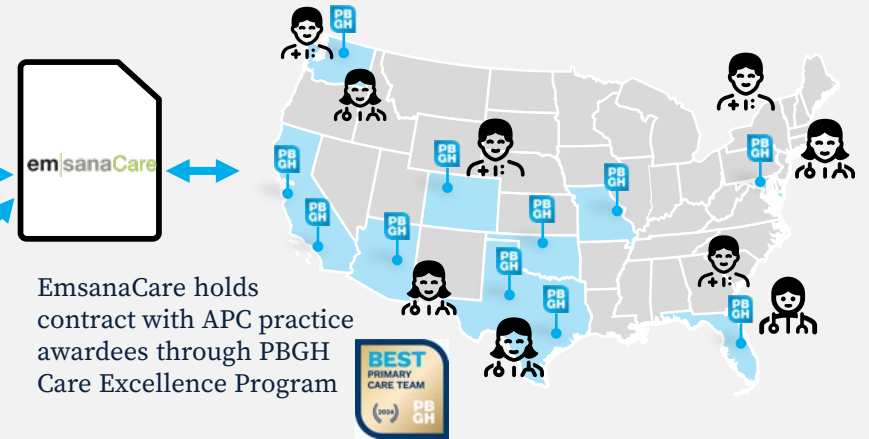 em|sanaCare
EmsanaCare holds
contract with APC practice
awardees through PBGH
Care Excellence Program
BEST
PRIMARY
CARE TEAM
2024
PB
GH
PB
GH
PB
GH
PB
GH
PB
GH
PB
GH
PB
GH
PB
GH
PB
GH
PB
GH
PB
GH
PB
GH